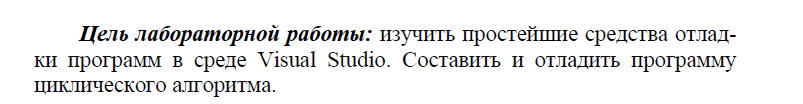 Цель лабораторной работы: изучить простейшие средства отлад-
ки программ в среде Visual Studio. Составить и отладить программу
циклического алгоритма.